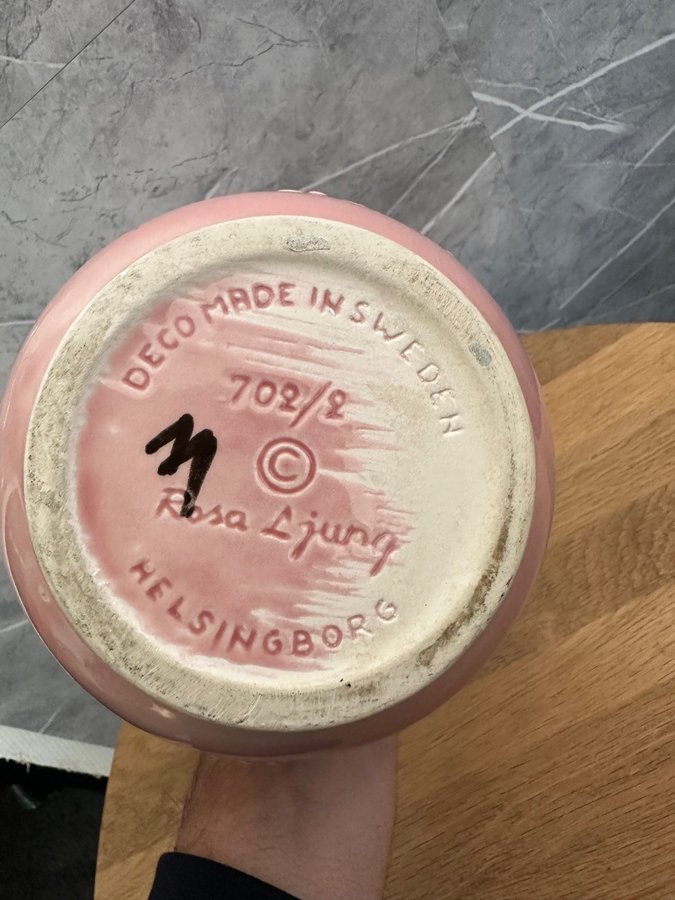 DECO MADE IN SWEDEN
702/2
©
Rosa Ljung
HELSINGBORG